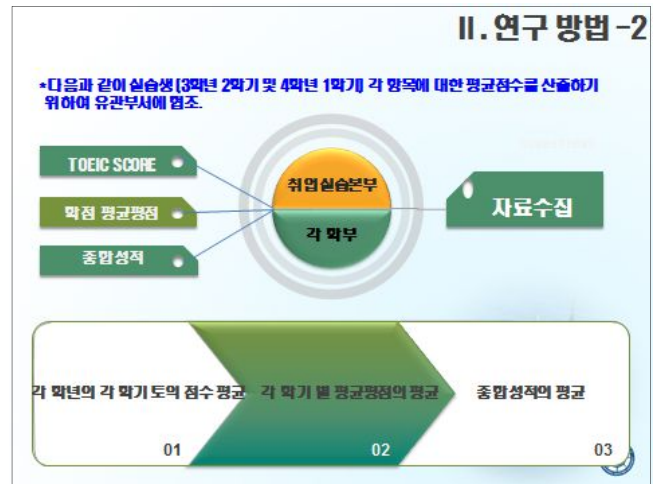 II. 연구 방법 -2
*다음과 같이 실습생 (3학년 2학기 및 4학년 1학기) 각 항목에 대한 평균점수를 산출하기
위하여 유관부서에 협조.
TOEIC SCORE
학점 평균평점
종합성적
취업실습본부
각 학부
자료수집
각 학년의 각 학기 토익 점수 평균
01
각 학기 별 평균평점의 평균
02
종합성적의 평균
03